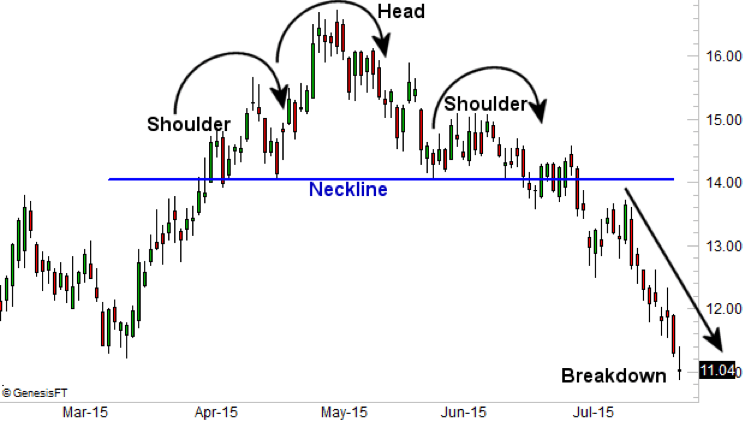 Head
16.00
Shoulder
Shoulder
15.00
Neckline
14.00
13.00
12.00
Breakdown
11.04
© GenesisFT
Mar-15 Apr-15 May-15 Jun-15 Jul-15